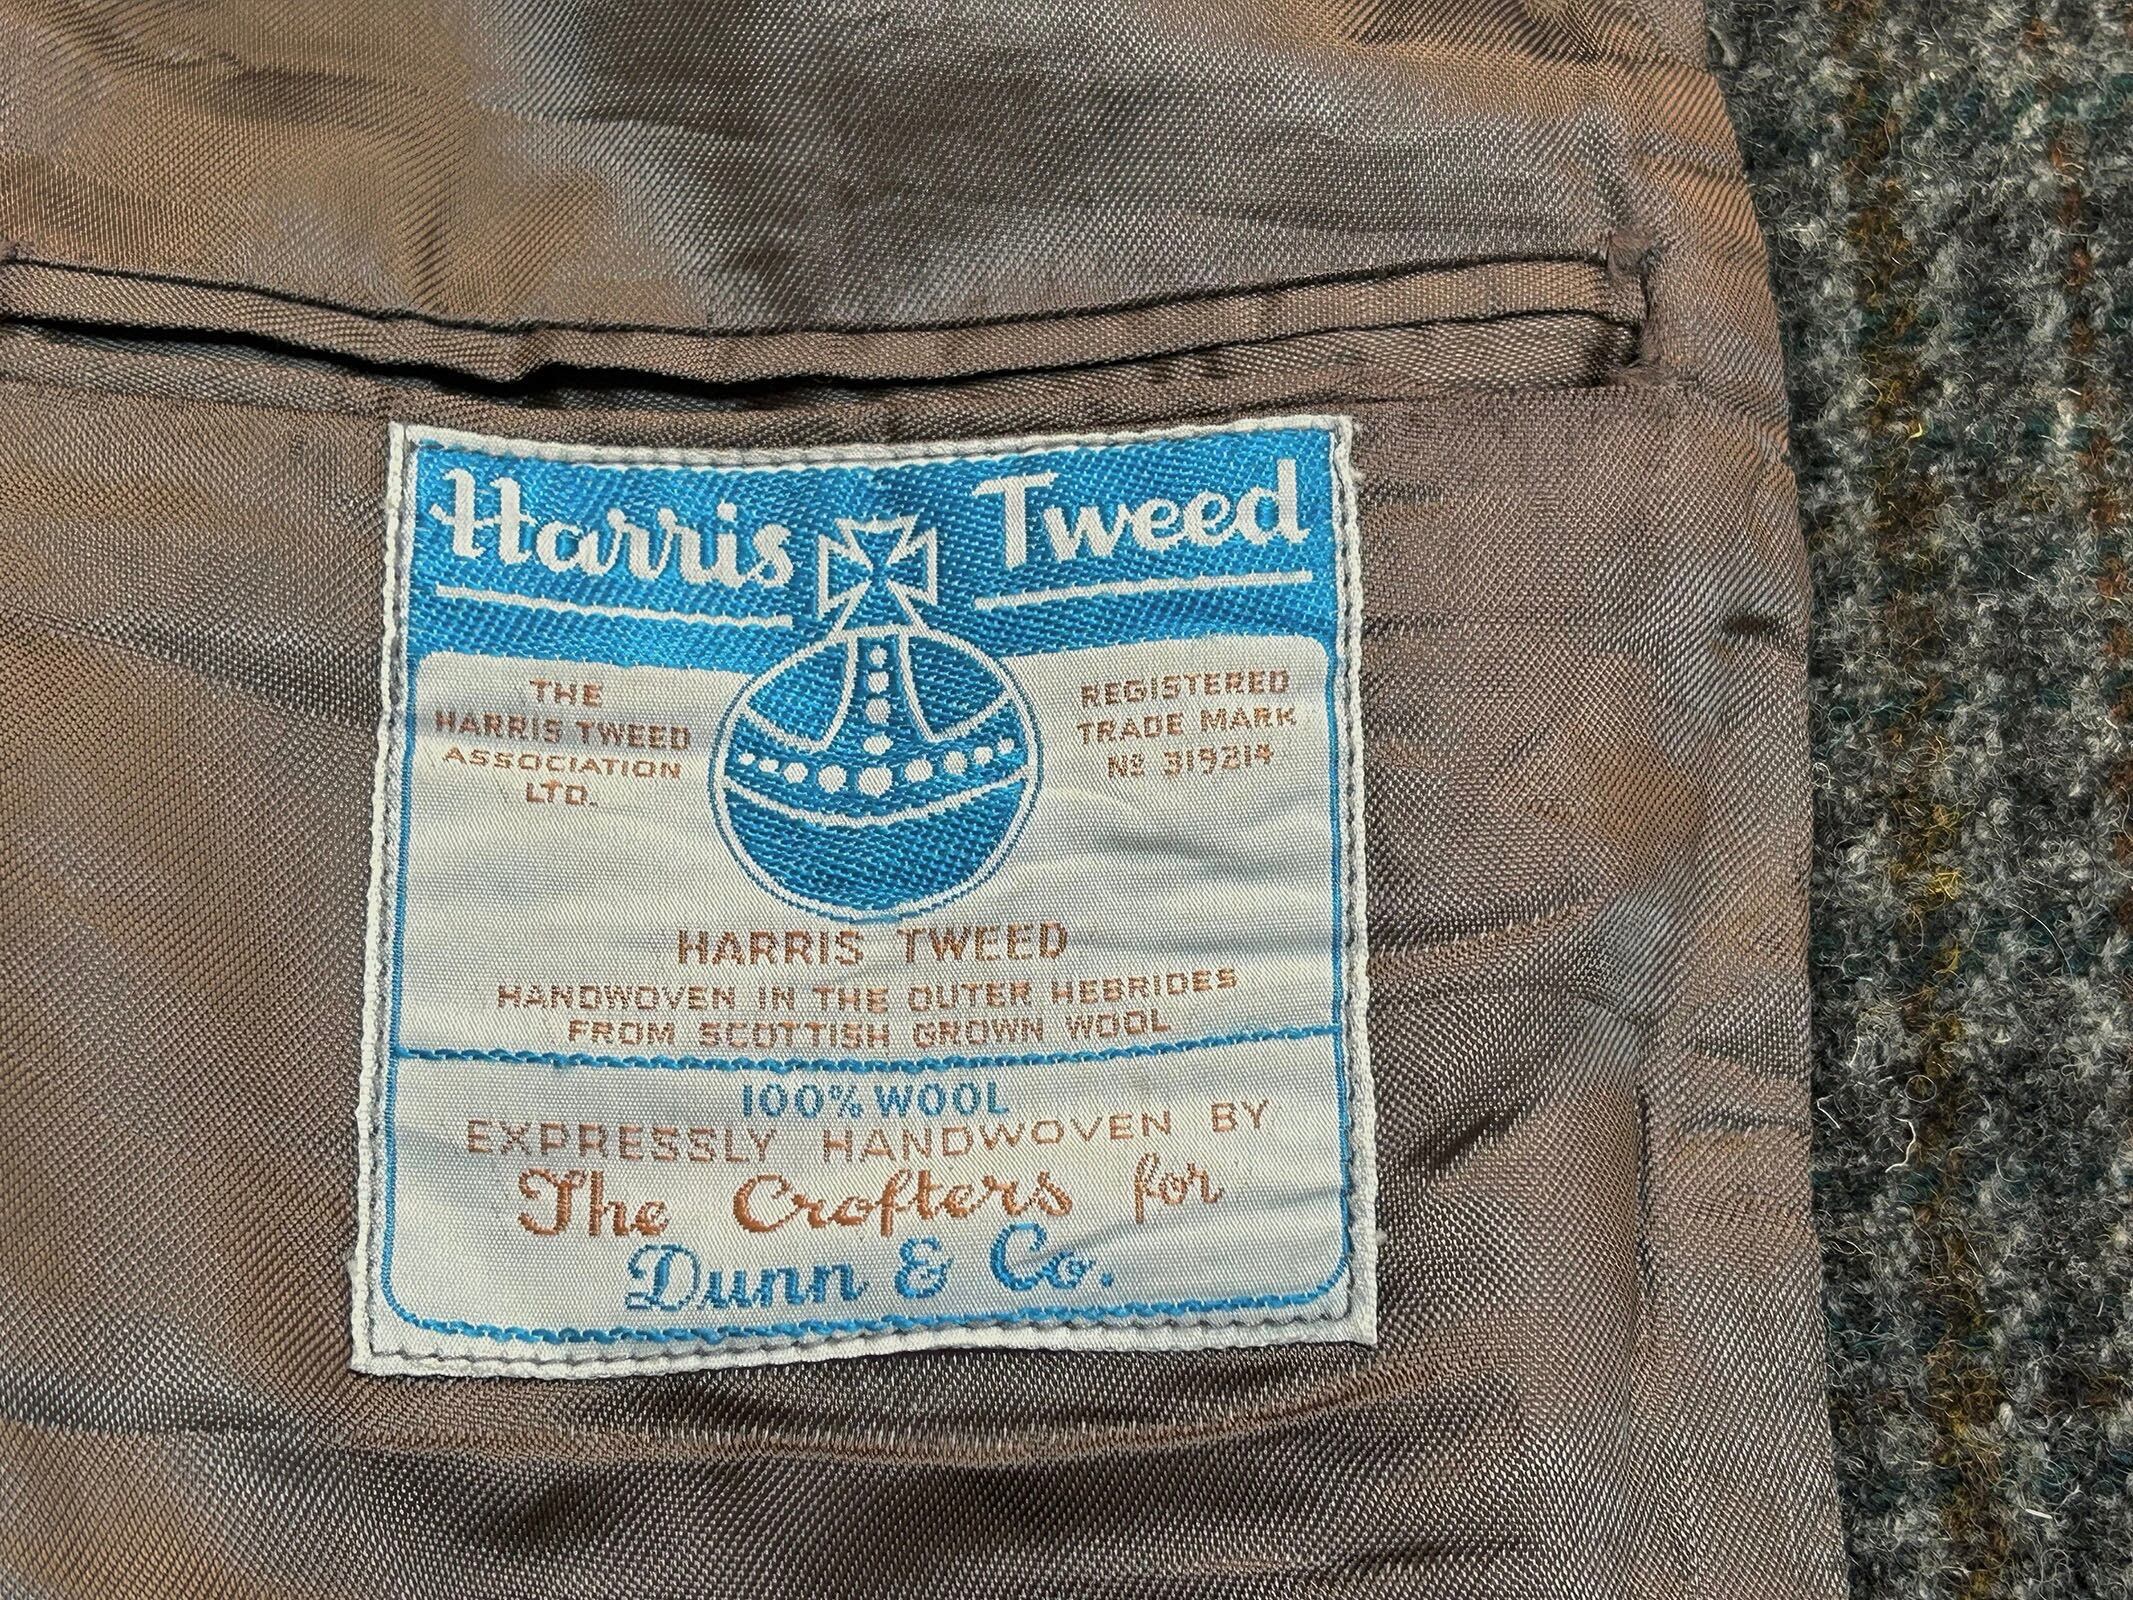 Harris Tweed
THE
HARRIS TWEED
ASSOCIATION
LTD.
REGISTERED
TRADE MARK
Nº 319214
HARRIS TWEED
HANDWOVEN IN THE OUTER HEBRIDES
FROM SCOTTISH GROWN WOOL
100% WOOL
EXPRESSLY HANDWOVEN BY
The Crofters for
Dunn & Co.